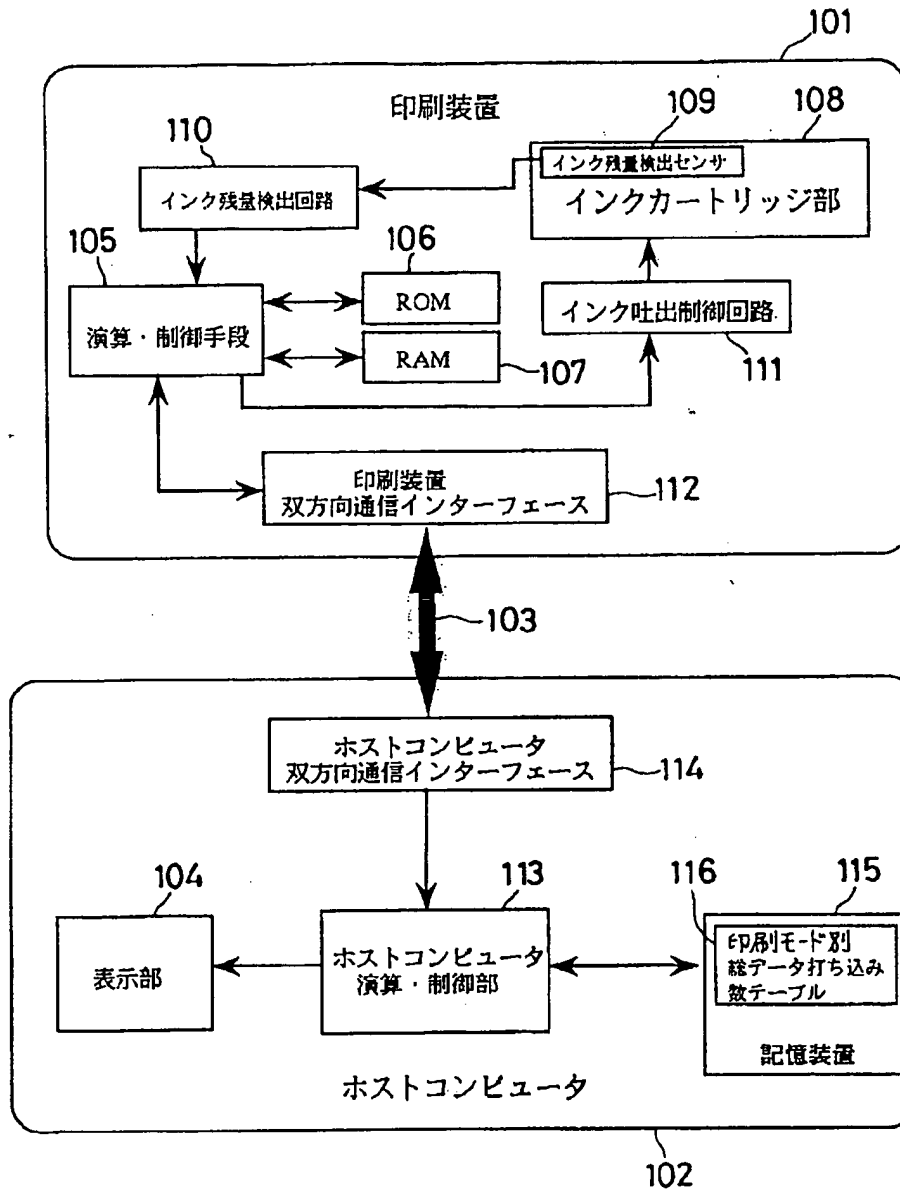 101
印刷装置
109
108
110
インク残量検出センサ
インク残量検出回路
インクカートリッジ部
105
106
ROM
インク吐出制御回路
演算・制御手段
RAM
107
111
印刷装置
双方向通信インターフェース
112
103
ホストコンピュータ
双方向通信インターフェース
114
104
113
116
115
表示部
ホストコンピュータ
演算・制御部
印刷モード別
総データ打ち込み
数テーブル
記憶装置
ホストコンピュータ
102